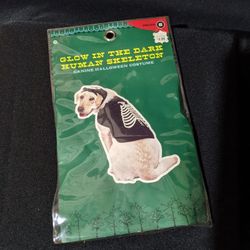 GLOW IN THE DARK
HUMAN SKELETON
CANINE HALLOWEEN COSTUME